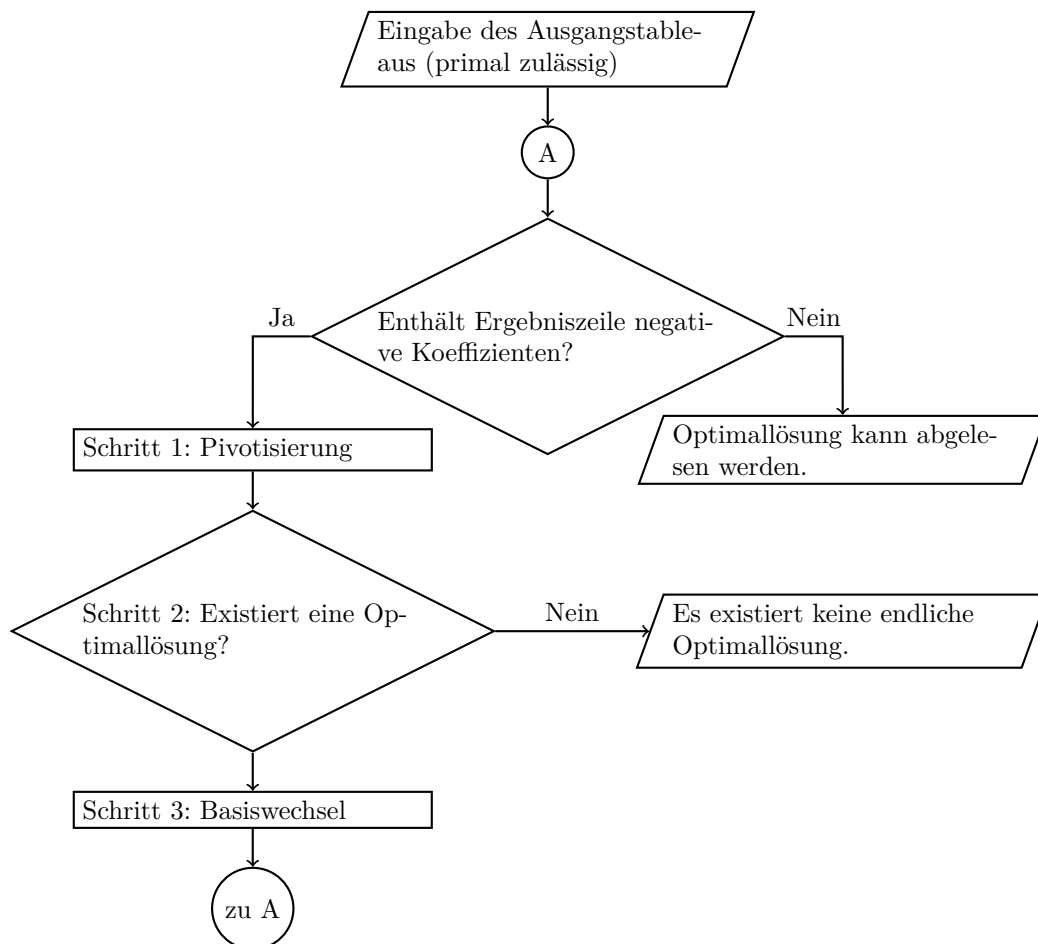 Eingabe des Ausgangstable-
aus (primal zulässig)
A
Ja
Enthält Ergebniszeile negati-
ve Koeffizienten?
Nein
Schritt 1: Pivotisierung
Optimallösung kann abgele-
sen werden.
Schritt 2: Existiert eine Op-
timallösung?
Nein
Es existiert keine endliche
Optimallösung.
Schritt 3: Basiswechsel
zu A